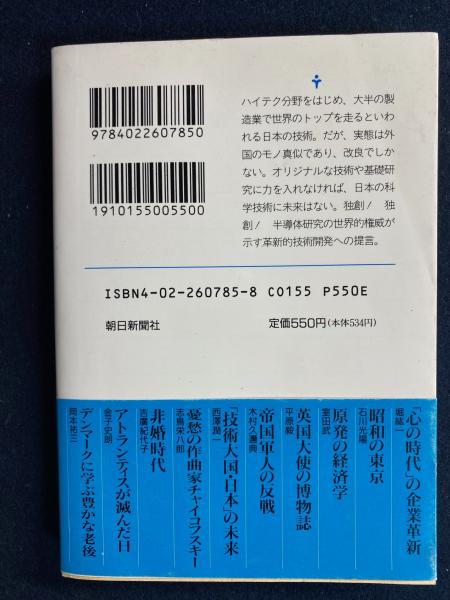 9784022607850
1910155005500
ハイテク分野をはじめ、大半の製
造業で世界のトップを走るといわ
れる日本の技術。だが、実態は外
国のモノ真似であり、改良でしか
ない。オリジナルな技術や基礎研
究に力を入れなければ、日本の科
学技術に未来はない。独創！　独
創！　半導体研究の世界的権威が
示す革新的技術開発への提言。
ISBN4-02-260785-8 C0155 P550E
朝日新聞社
定価550円(本体534円)
「心の時代」の企業革新
堀紘一
昭和の東京
石川光陽
原発の経済学
室田武
英国大使の博物誌
平原毅
帝国軍人の反戦
木村久邇典
「技術大国・日本」の未来
西澤潤一
憂愁の作曲家チャイコフスキー
志鳥栄八郎
非婚時代
吉廣紀代子
アトランティスが滅んだ日
金子史朗
デンマークに学ぶ豊かな老後
岡本祐三